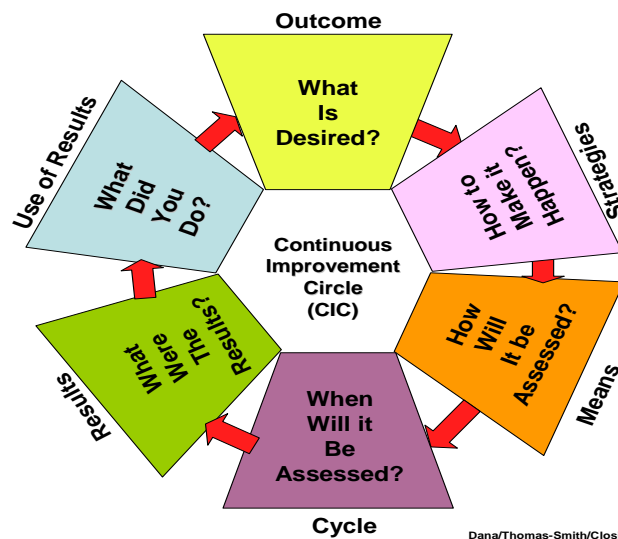 Outcome
What
Is
Desired?
Strategies
How to
Make it
Happen?
Means
How
Will
It be
Assessed?
Cycle
When
Will it
Be
Assessed?
Results
What
Were
The
Results?
Use of Results
What
Did
You
Do?
Continuous
Improvement
Circle
(CIC)
Dana/Thomas-Smith/Clos